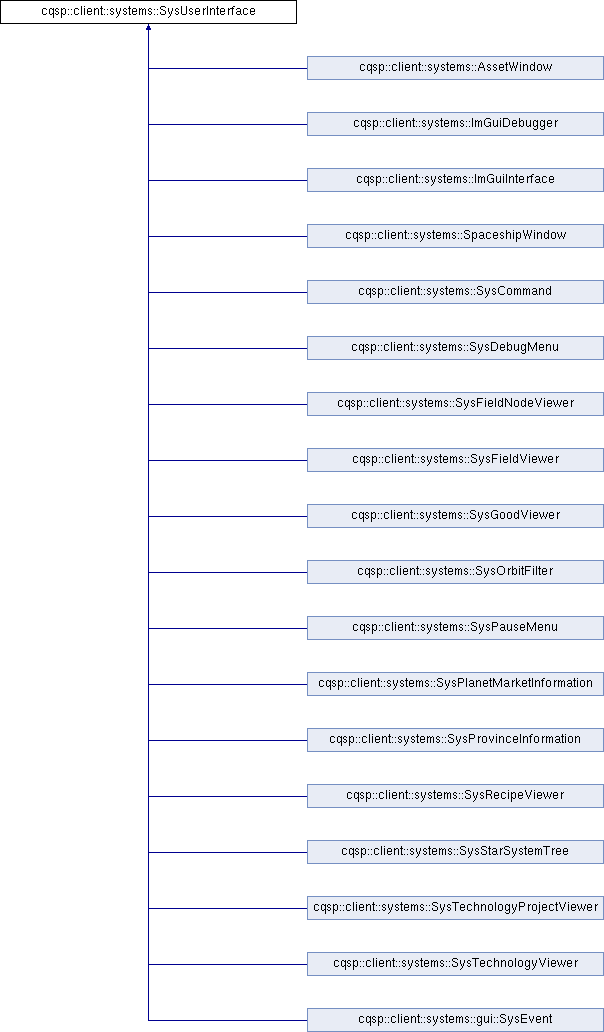 cqsp::client::systems::SysUserInterface
cqsp::client::systems::AssetWindow
cqsp::client::systems::ImGuiDebugger
cqsp::client::systems::ImGuiInterface
cqsp::client::systems::SpaceshipWindow
cqsp::client::systems::SysCommand
cqsp::client::systems::SysDebugMenu
cqsp::client::systems::SysFieldNodeViewer
cqsp::client::systems::SysFieldViewer
cqsp::client::systems::SysGoodViewer
cqsp::client::systems::SysOrbitFilter
cqsp::client::systems::SysPauseMenu
cqsp::client::systems::SysPlanetMarketInformation
cqsp::client::systems::SysProvinceInformation
cqsp::client::systems::SysRecipeViewer
cqsp::client::systems::SysStarSystemTree
cqsp::client::systems::SysTechnologyProjectViewer
cqsp::client::systems::SysTechnologyViewer
cqsp::client::systems::gui::SysEvent